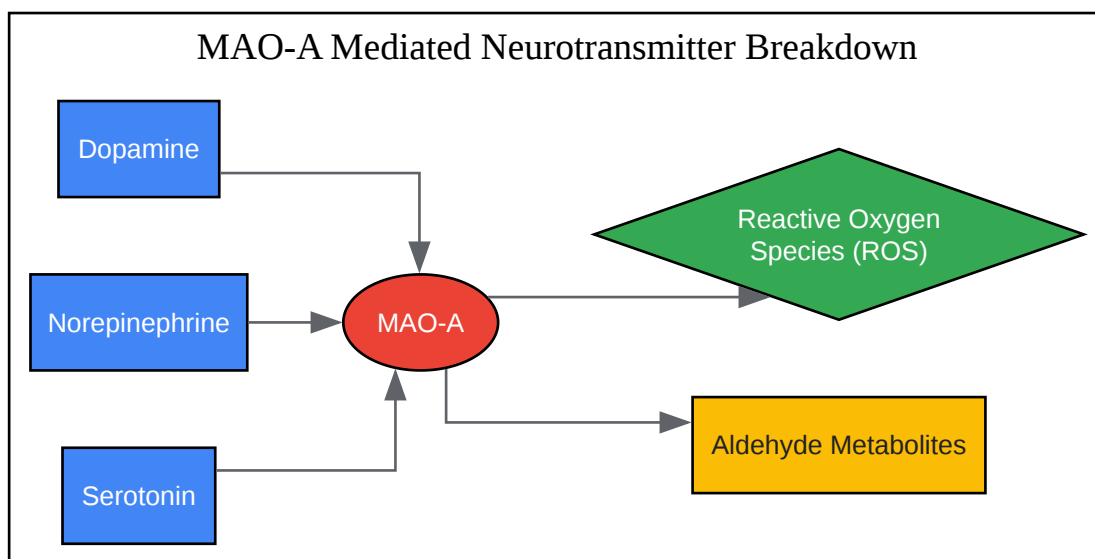 MAO-A Mediated Neurotransmitter Breakdown
Dopamine
Reactive Oxygen
Species (ROS)
Norepinephrine
MAO-A
Aldehyde Metabolites
Serotonin